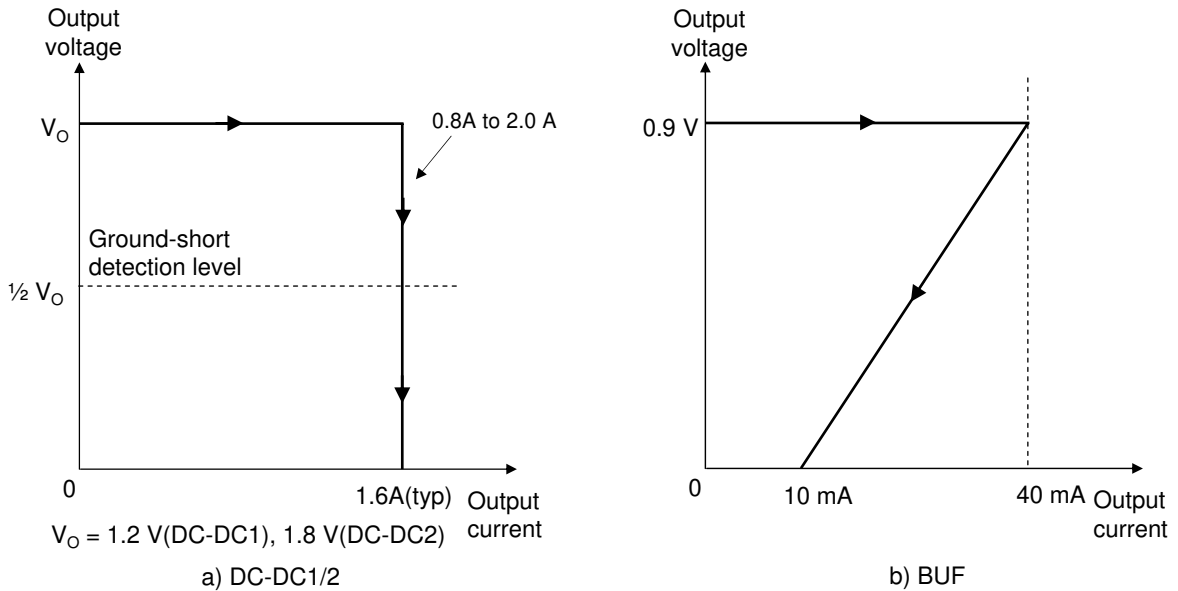 Output
voltage
V_O
0.8A to 2.0 A
Ground-short
detection level
½ V_O
0
1.6A(typ)
Output
current
V_O = 1.2 V(DC-DC1), 1.8 V(DC-DC2)
a) DC-DC1/2
Output
voltage
0.9 V
0
10 mA
40 mA
Output
current
b) BUF